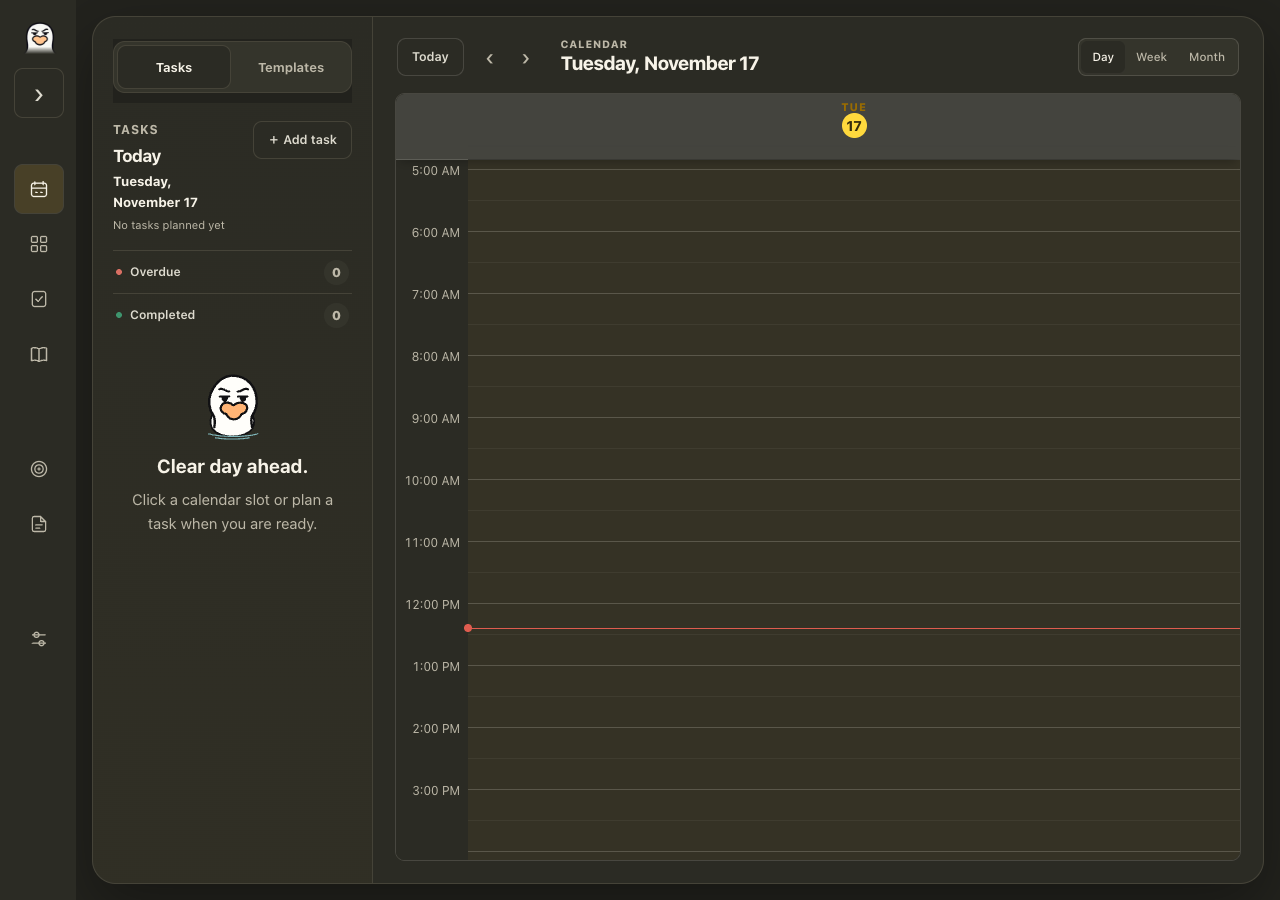 Tasks
Templates
TASKS
+ Add task
Today
Tuesday,
November 17
No tasks planned yet
Overdue
0
Completed
0
Clear day ahead.
Click a calendar slot or plan a
task when you are ready.
Today
CALENDAR
Tuesday, November 17
Day
Week
Month
TUE
17
5:00 AM
6:00 AM
7:00 AM
8:00 AM
9:00 AM
10:00 AM
11:00 AM
12:00 PM
1:00 PM
2:00 PM
3:00 PM